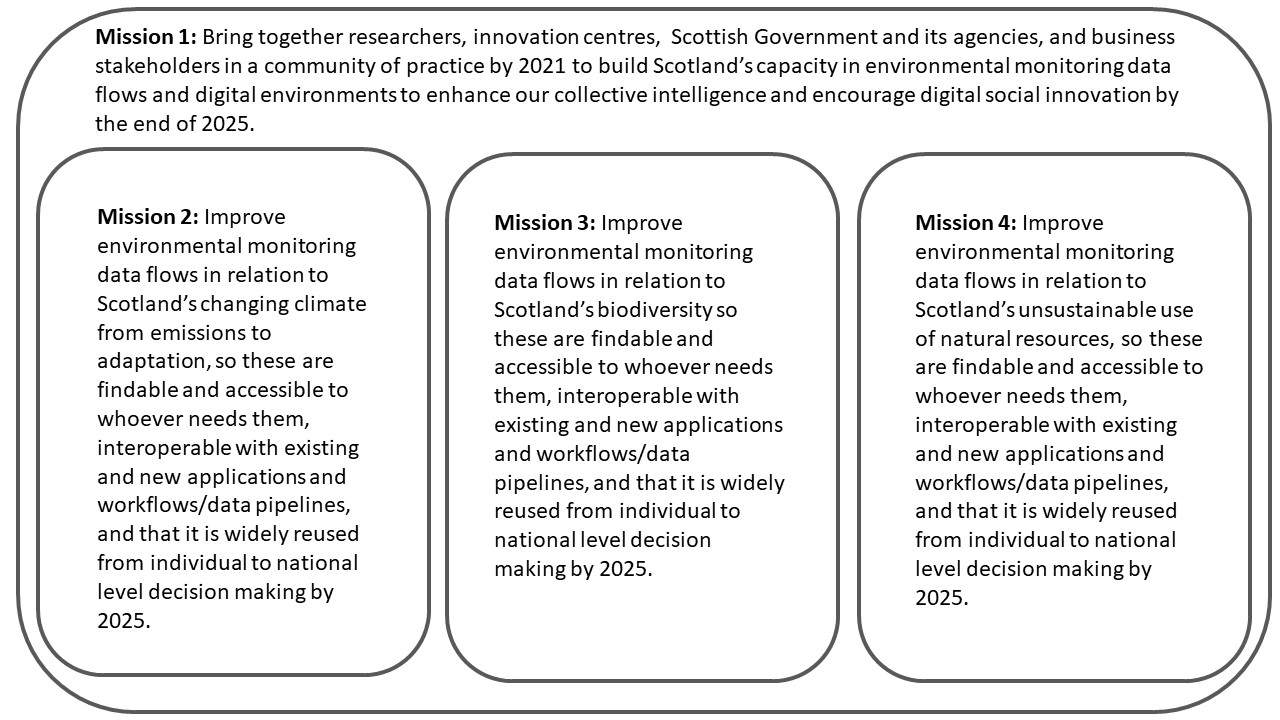 Mission 1: Bring together researchers, innovation centres, Scottish Government and its agencies, and business
stakeholders in a community of practice by 2021 to build Scotland's capacity in environmental monitoring data
flows and digital environments to enhance our collective intelligence and encourage digital social innovation by
the end of 2025.
Mission 2: Improve
environmental monitoring
data flows in relation to
Scotland's changing climate
from emissions to
adaptation, so these are
findable and accessible to
whoever needs them,
interoperable with existing
and new applications and
workflows/data pipelines,
and that it is widely reused
from individual to national
level decision making by
2025.
Mission 3: Improve
environmental monitoring
data flows in relation to
Scotland's biodiversity so
these are findable and
accessible to whoever needs
them, interoperable with
existing and new applications
and workflows/data
pipelines, and that it is widely
reused from individual to
national level decision
making by 2025.
Mission 4: Improve
environmental monitoring
data flows in relation to
Scotland's unsustainable use
of natural resources, so these
are findable and accessible to
whoever needs them,
interoperable with existing
and new applications and
workflows/data pipelines,
and that it is widely reused
from individual to national
level decision making by
2025.